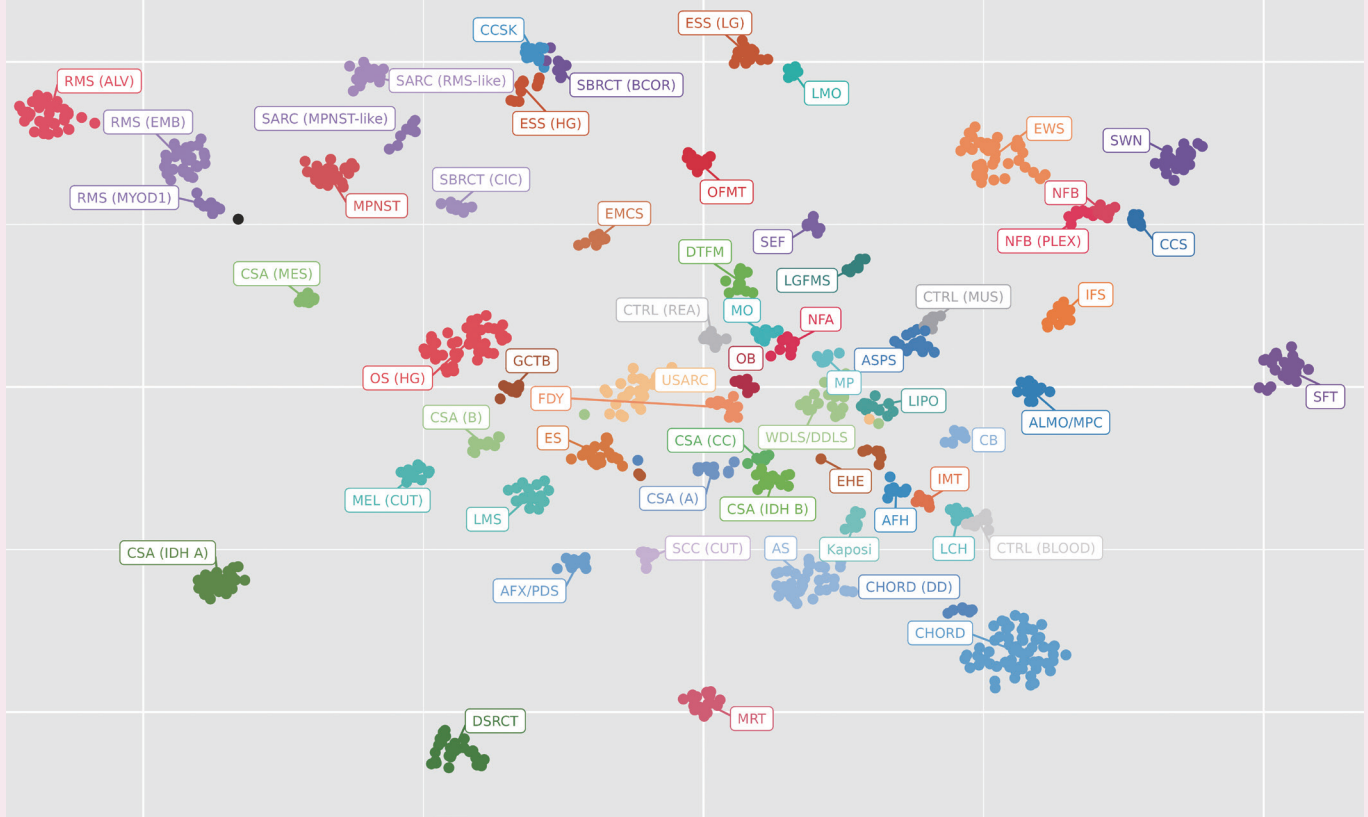 ESS (LG)
CCSK
RMS (ALV)
SARC (RMS-like)
SBRCT (BCOR)
LMO
SARC (MPNST-like)
RMS (EMB)
ESS (HG)
EWS
SWN
SBRCT (CIC)
OFMT
NFB
RMS (MYOD1)
MPNST
EMCS
SEF
NFB (PLEX)
CCS
DTFM
CSA (MES)
LGFMS
CTRL (MUS)
IFS
CTRL (REA)
MO
NFA
OB
ASPS
GCTB
OS (HG)
USARC
MP
FDY
LIPO
SFT
CSA (B)
ALMO/MPC
ES
CSA (CC)
WDLS/DDLS
CB
EHE
IMT
MEL (CUT)
CSA (A)
CSA (IDH B)
LMS
AFH
CSA (IDH A)
SCC (CUT)
AS
Kaposi
LCH
CTRL (BLOOD)
AFX/PDS
CHORD (DD)
CHORD
MRT
DSRCT